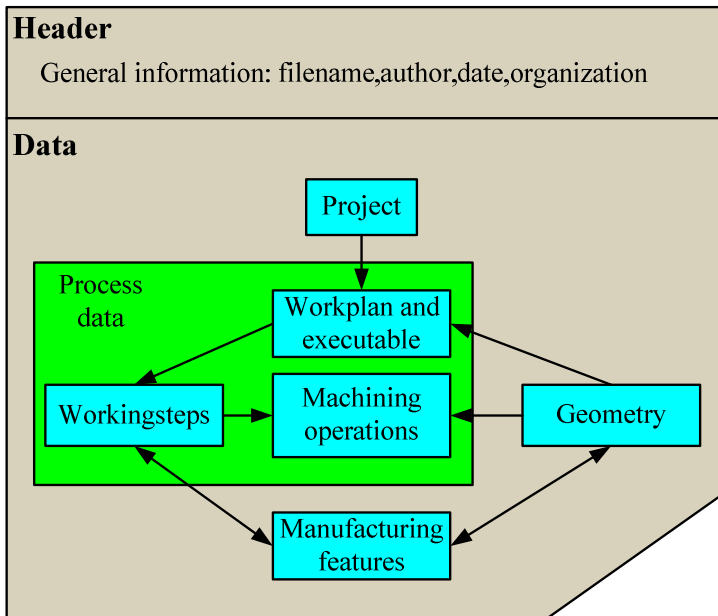 Header
General information: filename,author,date,organization
Data
Project
Process
data
Workplan and
executable
Workingsteps
Machining
operations
Geometry
Manufacturing
features